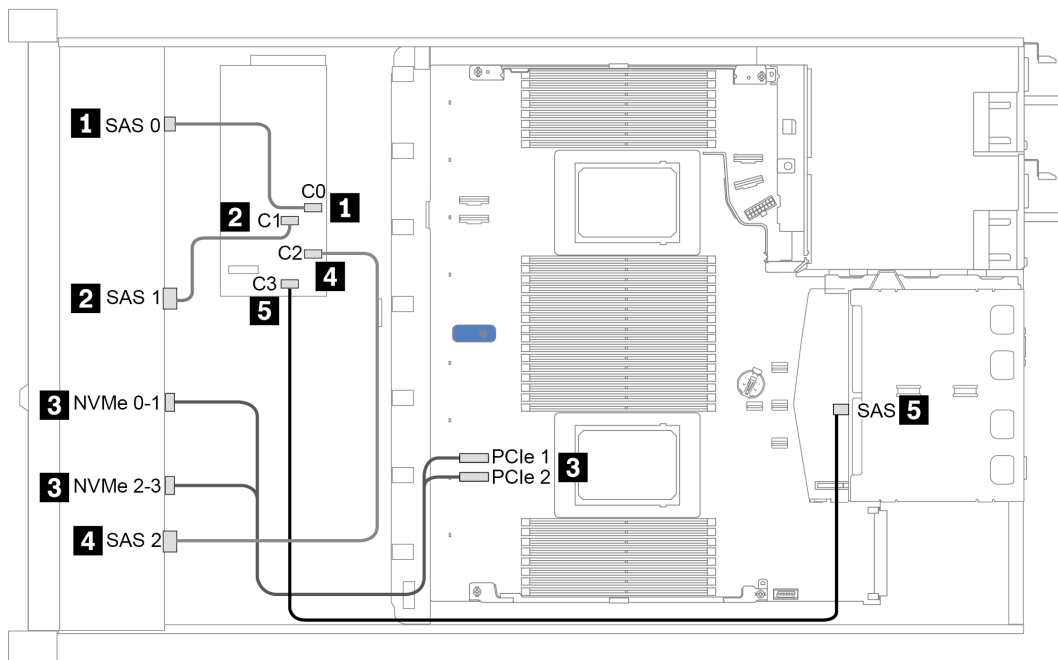 1 SAS 0
C0 1
2 C1
C2
4
2 SAS 1
C3
5
3 NVMe 0-1
SAS 5
PCIe 1
PCIe 2
3
3 NVMe 2-3
4 SAS 2